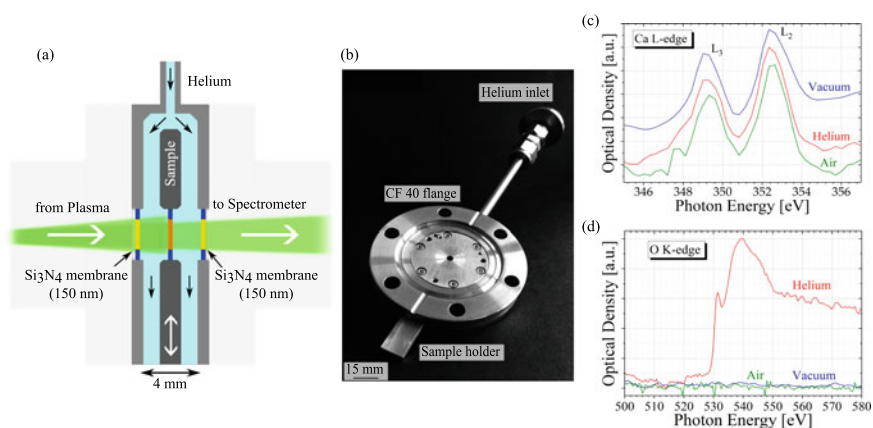 (a)
Helium
Sample
from Plasma
to Spectrometer
Si3N4 membrane
(150 nm)
Si3N4 membrane
(150 nm)
4 mm
(b)
Helium inlet
CF 40 flange
Sample holder
15 mm
(c)
Ca L-edge
L3
L2
Vacuum
Helium
Air
Optical Density [a.u.]
346 348 350 352 354 356
Photon Energy [eV]
(d)
O K-edge
Helium
Air
Vacuum
Optical Density [a.u.]
500 510 520 530 540 550 560 570 580
Photon Energy [eV]